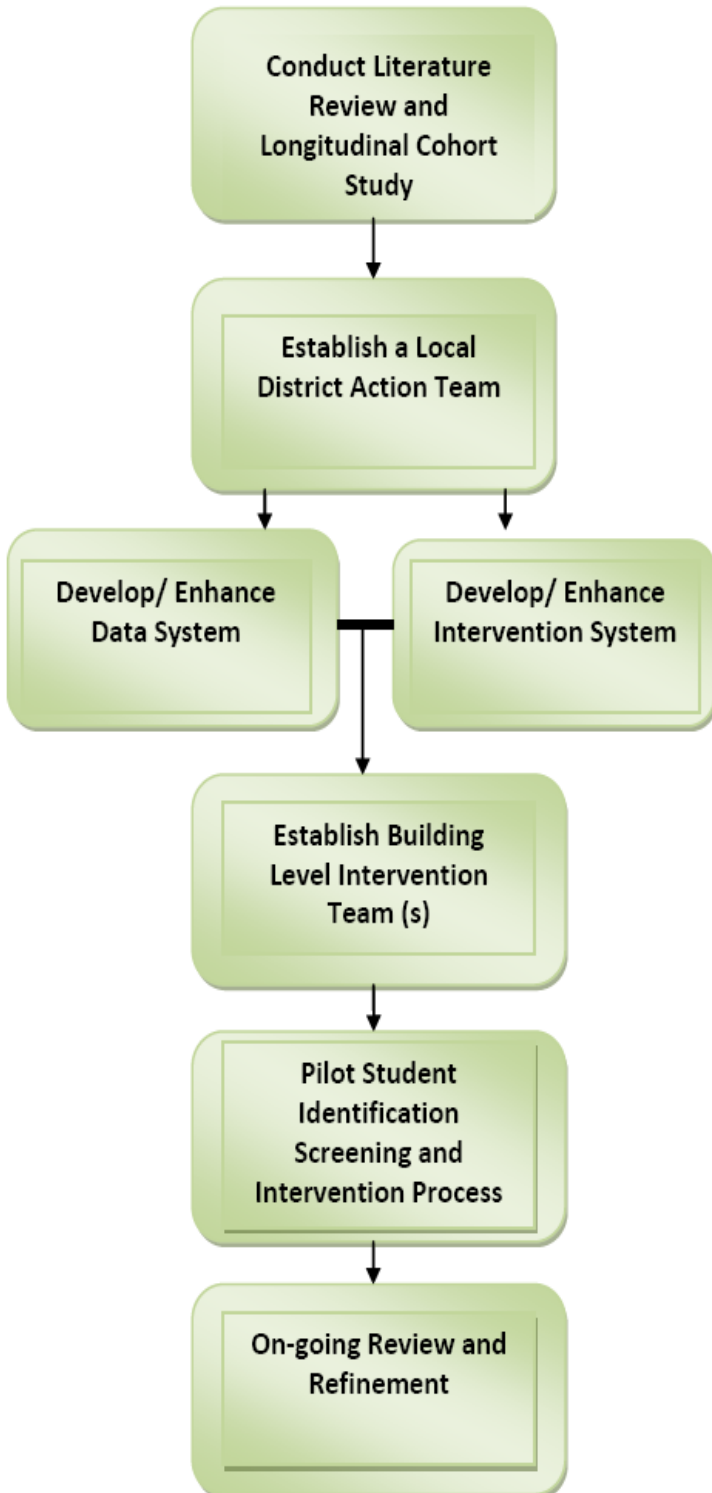 Conduct Literature
Review and
Longitudinal Cohort
Study
Establish a Local
District Action Team
Develop/ Enhance
Data System
Develop/ Enhance
Intervention System
Establish Building
Level Intervention
Team (s)
Pilot Student
Identification
Screening and
Intervention Process
On-going Review and
Refinement